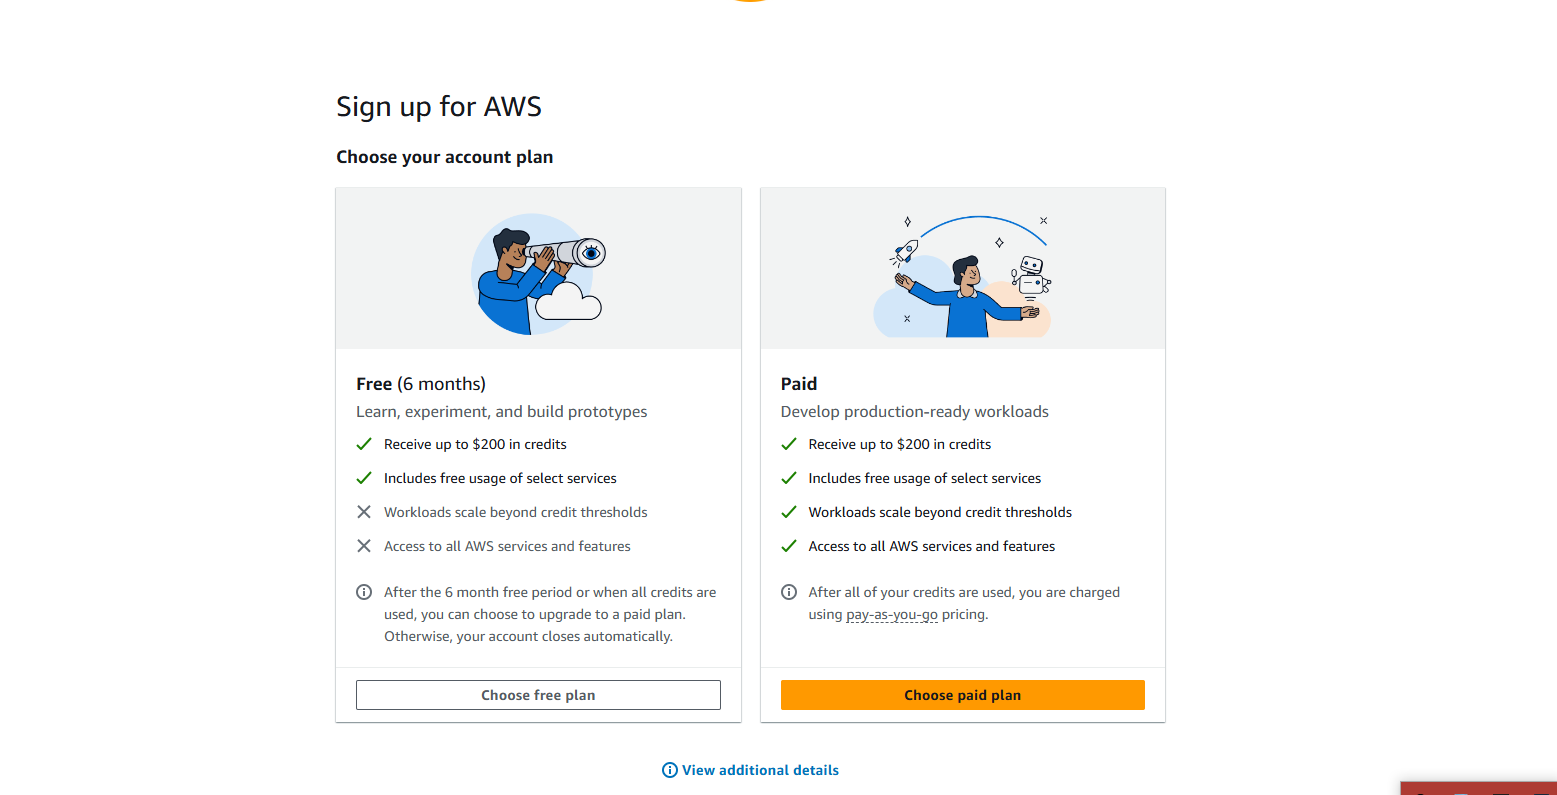 Sign up for AWS
Choose your account plan
Free (6 months)
Learn, experiment, and build prototypes
Receive up to $200 in credits
Includes free usage of select services
Workloads scale beyond credit thresholds
Access to all AWS services and features
After the 6 month free period or when all credits are
used, you can choose to upgrade to a paid plan.
Otherwise, your account closes automatically.
Choose free plan
Paid
Develop production-ready workloads
Receive up to $200 in credits
Includes free usage of select services
Workloads scale beyond credit thresholds
Access to all AWS services and features
After all of your credits are used, you are charged
using pay-as-you-go pricing.
Choose paid plan
View additional details